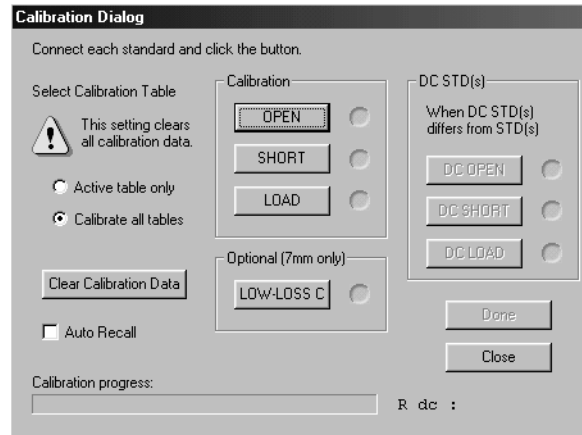 Calibration Dialog
Connect each standard and click the button.
Select Calibration Table
This setting clears
all calibration data.
Active table only
Calibrate all tables
Clear Calibration Data
Auto Recall
Calibration
OPEN
SHORT
LOAD
Optional (7mm only)
LOW-LOSS C
DC STD(s)
When DC STD(s)
differs from STD(s)
DC OPEN
DC SHORT
DC LOAD
Done
Close
Calibration progress:
R dc :